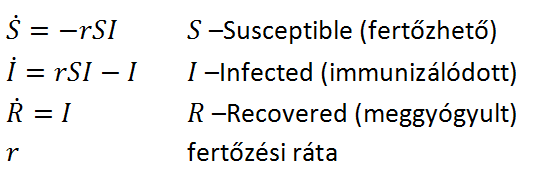 Ṡ = −rSI S –Susceptible (fertőzhető)
İ = rSI − I I –Infected (immunizálódott)
Ṙ = I R –Recovered (meggyógyult)
r fertőzési ráta